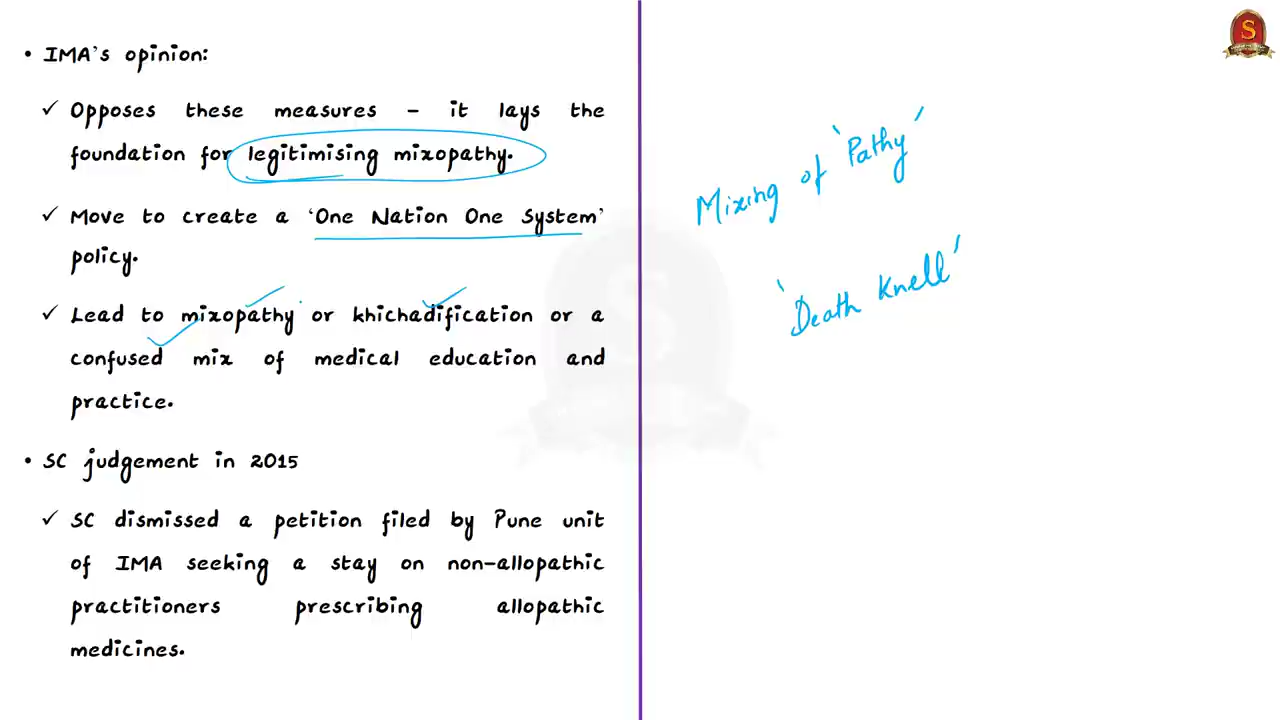 • IMA's opinion:
✓ Opposes these measures – it lays the
foundation for legitimising mixopathy.
✓ Move to create a 'One Nation One System'
policy.
✓ Lead to mixopathy or khichadification or a
confused mix of medical education and
practice.
• SC judgement in 2015
✓ SC dismissed a petition filed by Pune unit
of IMA seeking a stay on non-allopathic
practitioners prescribing allopathic
medicines.
Mixing of 'Pathy'
'Death Knell'
S